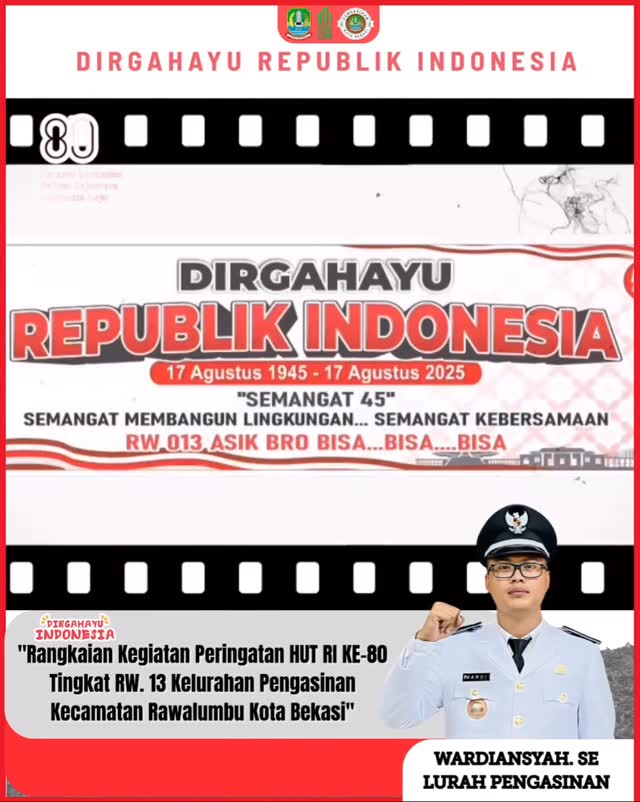 DIRGAHAYU REPUBLIK INDONESIA
80
DIRGAHAYU
REPUBLIK INDONESIA
17 Agustus 1945 - 17 Agustus 2025
"SEMANGAT 45"
SEMANGAT MEMBANGUN LINGKUNGAN... SEMANGAT KEBERSAMAAN
RW 013 ASIK BRO BISA...BISA....BISA
DIRGAHAYU
INDONESIA
"Rangkaian Kegiatan Peringatan HUT RI KE-80
Tingkat RW. 13 Kelurahan Pengasinan
Kecamatan Rawalumbu Kota Bekasi"
WARDI
WARDIANSYAH. SE
LURAH PENGASINAN